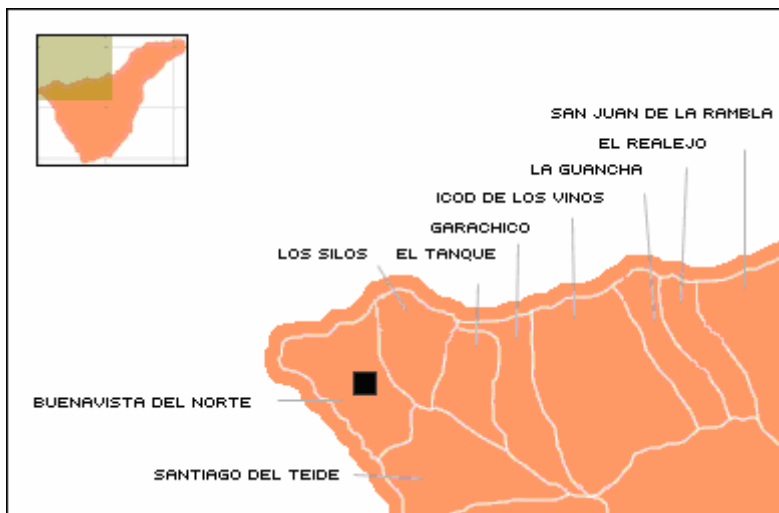 SAN JUAN DE LA RAMBLA
EL REALEJO
LA GUANCHA
ICOD DE LOS VINOS
GARACHICO
LOS SILOS
EL TANQUE
BUENAVISTA DEL NORTE
SANTIAGO DEL TEIDE